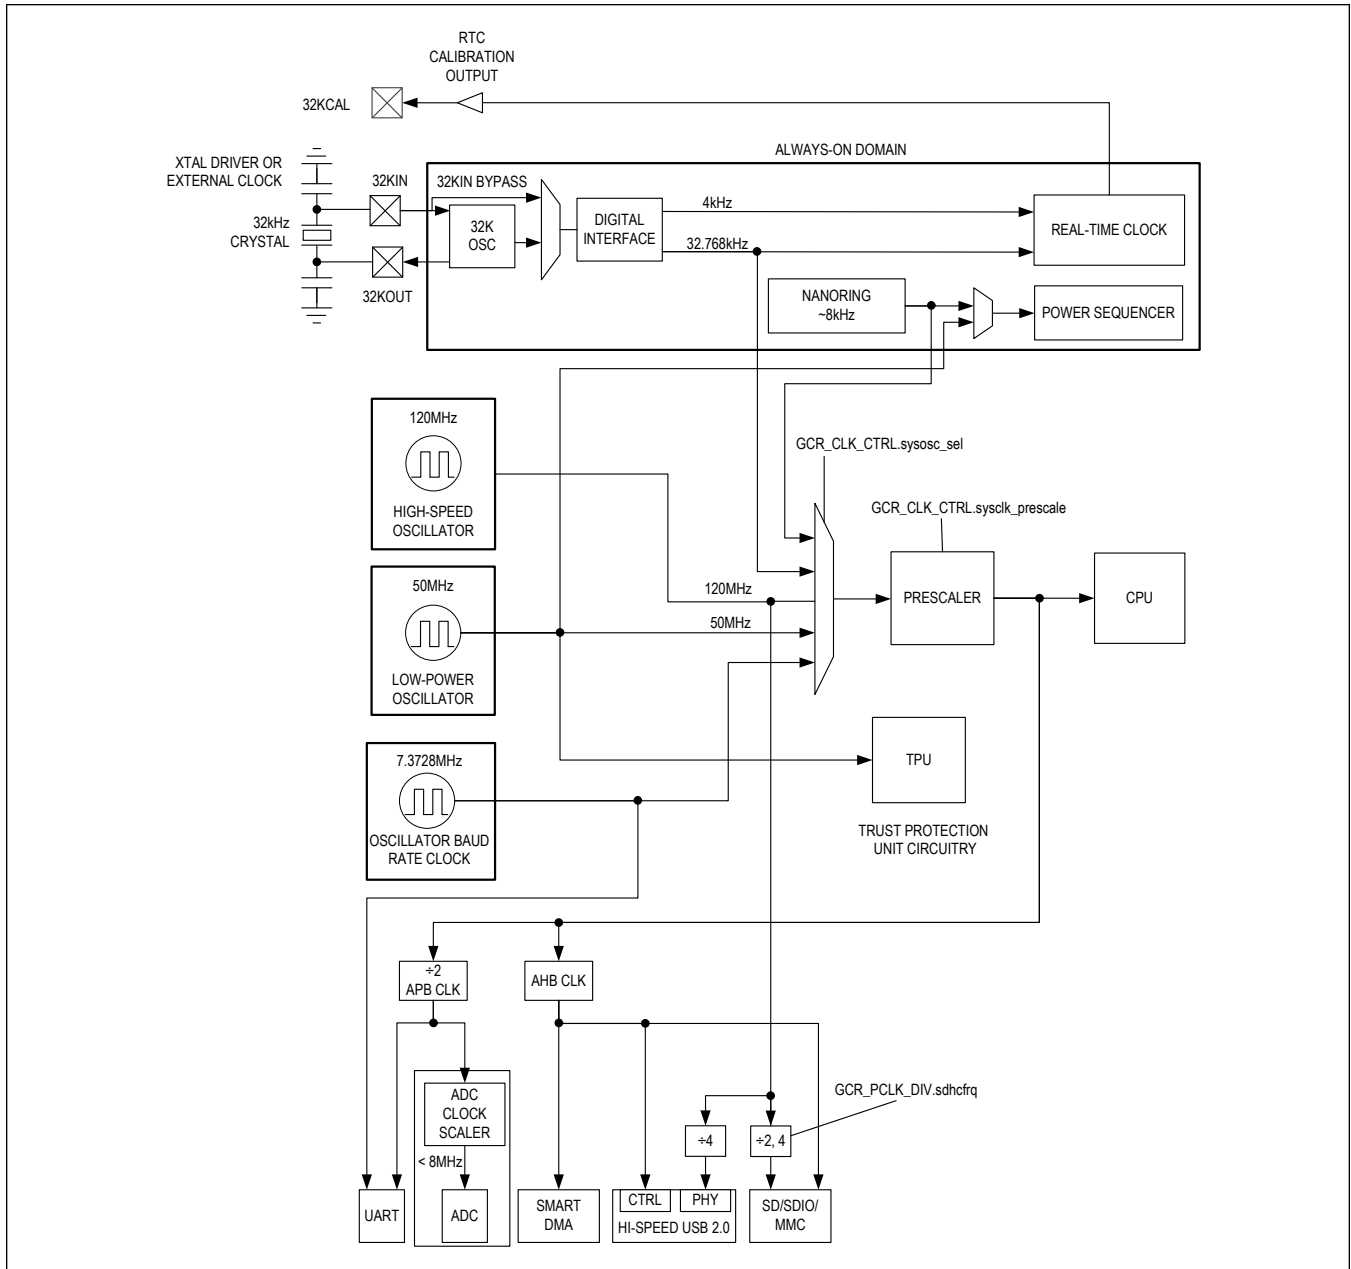 RTC
CALIBRATION
OUTPUT
32KCAL
ALWAYS-ON DOMAIN
XTAL DRIVER OR
EXTERNAL CLOCK
32KIN
32KIN BYPASS
4kHz
32kHz
CRYSTAL
32K
OSC
DIGITAL
INTERFACE
REAL-TIME CLOCK
32.768kHz
32KOUT
NANORING
~8kHz
POWER SEQUENCER
120MHz
HIGH-SPEED
OSCILLATOR
GCR_CLK_CTRL.sysosc_sel
GCR_CLK_CTRL.sysclk_prescale
50MHz
LOW-POWER
OSCILLATOR
120MHz
50MHz
PRESCALER
CPU
7.3728MHz
OSCILLATOR BAUD
RATE CLOCK
TPU
TRUST PROTECTION
UNIT CIRCUITRY
÷2
APB CLK
AHB CLK
GCR_PCLK_DIV.sdhcfrq
ADC
CLOCK
SCALER
÷4
÷2, 4
< 8MHz
UART
ADC
SMART
DMA
CTRL
PHY
HI-SPEED USB 2.0
SD/SDIO/
MMC